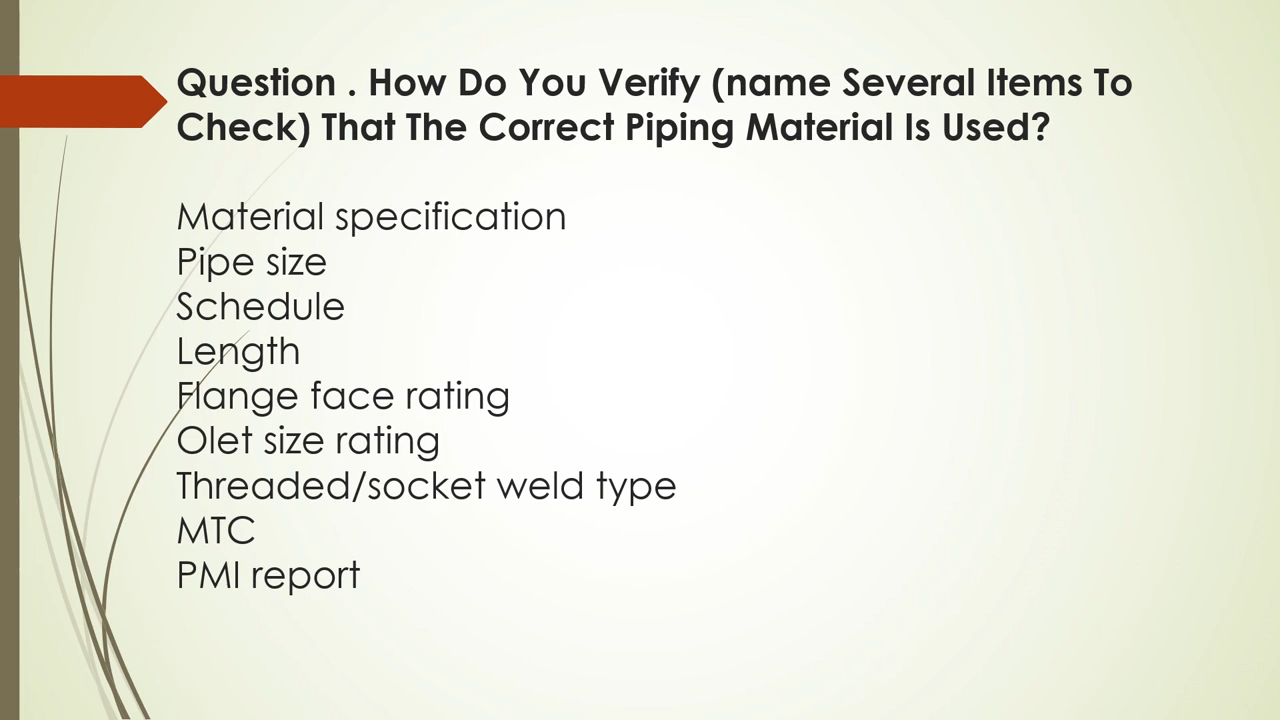 Question . How Do You Verify (name Several Items To
Check) That The Correct Piping Material Is Used?
Material specification
Pipe size
Schedule
Length
Flange face rating
Olet size rating
Threaded/socket weld type
MTC
PMI report